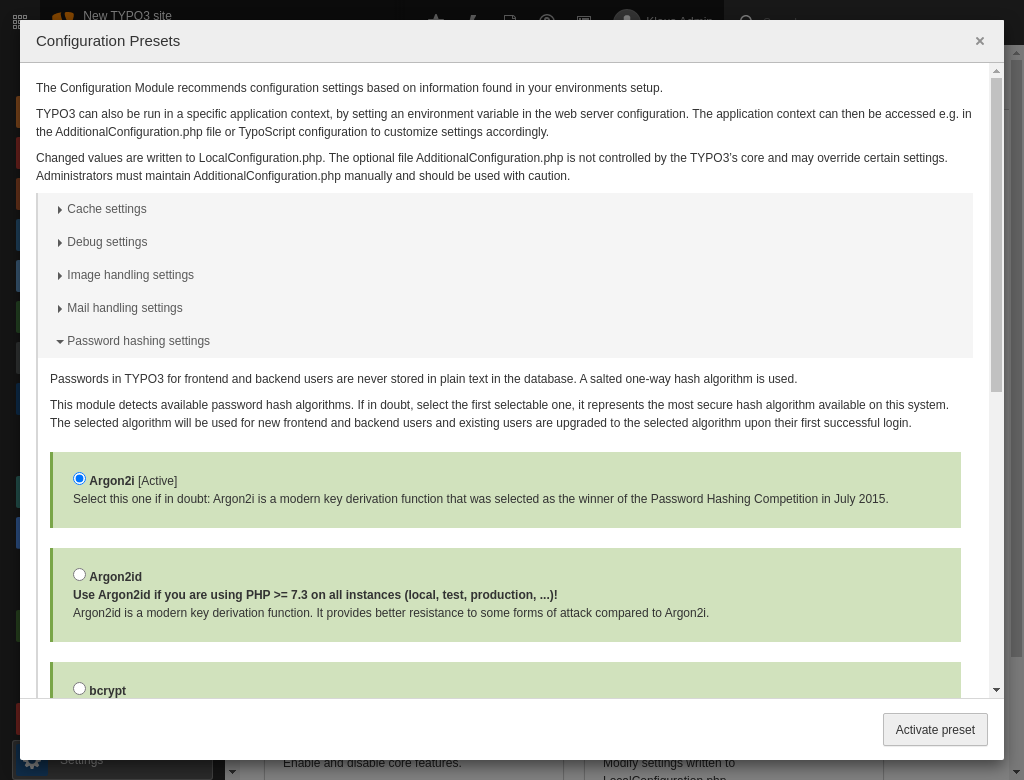 New TYPO3 site
Configuration Presets
×
The Configuration Module recommends configuration settings based on information found in your environments setup.
TYPO3 can also be run in a specific application context, by setting an environment variable in the web server configuration. The application context can then be accessed e.g. in
the AdditionalConfiguration.php file or TypoScript configuration to customize settings accordingly.
Changed values are written to LocalConfiguration.php. The optional file AdditionalConfiguration.php is not controlled by the TYPO3's core and may override certain settings.
Administrators must maintain AdditionalConfiguration.php manually and should be used with caution.
Cache settings
Debug settings
Image handling settings
Mail handling settings
Password hashing settings
Passwords in TYPO3 for frontend and backend users are never stored in plain text in the database. A salted one-way hash algorithm is used.
This module detects available password hash algorithms. If in doubt, select the first selectable one, it represents the most secure hash algorithm available on this system.
The selected algorithm will be used for new frontend and backend users and existing users are upgraded to the selected algorithm upon their first successful login.
Argon2i [Active]
Select this one if in doubt: Argon2i is a modern key derivation function that was selected as the winner of the Password Hashing Competition in July 2015.
Argon2id
Use Argon2id if you are using PHP >= 7.3 on all instances (local, test, production, ...)!
Argon2id is a modern key derivation function. It provides better resistance to some forms of attack compared to Argon2i.
bcrypt
Activate preset
Settings
Enable and disable core features.
Modify settings written to
LocalConfiguration.php